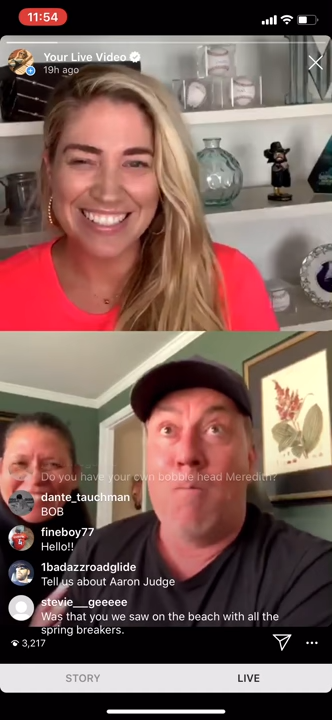 11:54
Your Live Video
19h ago
Do you have your own bobble head Meredith?
dante_tauchman
BOB
fineboy77
Hello!!
1badazzroadglide
Tell us about Aaron Judge
stevie___geeeee
Was that you we saw on the beach with all the
spring breakers.
3,217
STORY LIVE